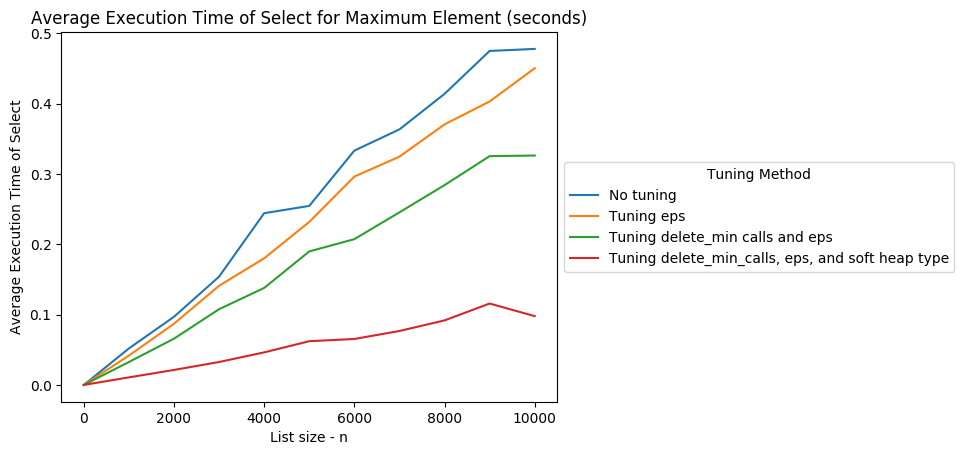 Average Execution Time of Select for Maximum Element (seconds)
0.5
0.4
0.3
0.2
0.1
0.0
Average Execution Time of Select
0
2000
4000
6000
8000
10000
List size - n
Tuning Method
No tuning
Tuning eps
Tuning delete_min calls and eps
Tuning delete_min_calls, eps, and soft heap type